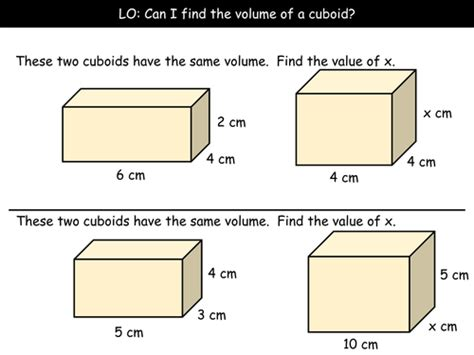 LO: Can I find the volume of a cuboid?
These two cuboids have the same volume. Find the value of x.
2 cm
4 cm
6 cm
x cm
4 cm
4 cm
These two cuboids have the same volume. Find the value of x.
4 cm
3 cm
5 cm
5 cm
x cm
10 cm